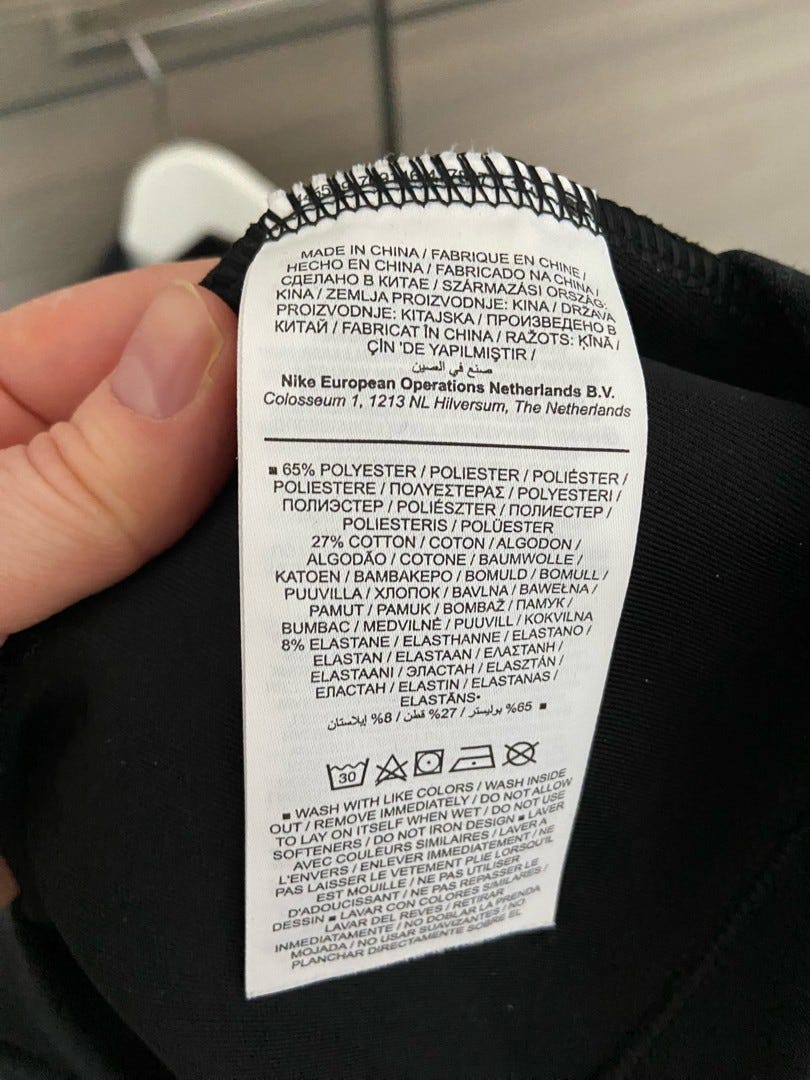 MADE IN CHINA / FABRIQUE EN CHINE /
HECHO EN CHINA / FABRICADO NA CHINA /
СДЕЛАНО В КИТАЕ / SZÁRMAZÁSI ORSZÁG:
KINA / ZEMLJA PROIZVODNJE: KINA / DRŽAVA
PROIZVODNJE: KITAJSKA / ПРОИЗВЕДЕНО В
КИТАЙ / FABRICAT ÎN CHINA / RAŽOTS: ĶĪNĀ /
ÇİN 'DE YAPILMIŞTIR /
صنع في الصين
Nike European Operations Netherlands B.V.
Colosseum 1, 1213 NL Hilversum, The Netherlands
■ 65% POLYESTER / POLIESTER / POLIÉSTER /
POLIESTERE / ΠΟΛΥΕΣΤΕΡΑΣ / POLYESTERI /
ПОЛИЭСТЕР / POLIÉSZTER / ПОЛИЕСТЕР /
POLIESTERIS / POLÜESTER
27% COTTON / COTON / ALGODON /
ALGODÃO / COTONE / BAUMWOLLE /
KATOEN / BAMBAKEPO / BOMULD / BOMULL /
PUUVILLA / ХЛОПОК / BAVLNA / BAWEŁNA /
PAMUT / PAMUK / BOMBAŽ / ПАМУК /
BUMBAC / MEDVILNĖ / PUUVILL / KOKVILNA
8% ELASTANE / ELASTHANNE / ELASTANO /
ELASTAN / ELASTAAN / ΕΛΑΣΤΑΝΗ /
ELASTAANI / ЭЛАСТАН / ELASZTÁN /
ЕЛАСТАН / ELASTIN / ELASTANAS /
ELASTĀNS•
■ 65% بوليستر / 27% قطن / 8% إيلاستان
30
■ WASH WITH LIKE COLORS / WASH INSIDE
OUT / REMOVE IMMEDIATELY / DO NOT ALLOW
TO LAY ON ITSELF WHEN WET / DO NOT USE
SOFTENERS / DO NOT IRON DESIGN ■ LAVER
AVEC COULEURS SIMILAIRES / LAVER A
L'ENVERS / ENLEVER IMMEDIATEMENT / NE
PAS LAISSER LE VETEMENT PLIE LORSQU'IL
EST MOUILLE / NE PAS UTILISER
D'ADOUCISSANT / NE PAS REPASSER LE
DESSIN ■ LAVAR CON COLORES SIMILARES /
LAVAR DEL REVES / RETIRAR
INMEDIATAMENTE / NO DOBLAR LA PRENDA
MOJADA / NO USAR SUAVIZANTES / NO
PLANCHAR DIRECTAMENTE SOBRE EL